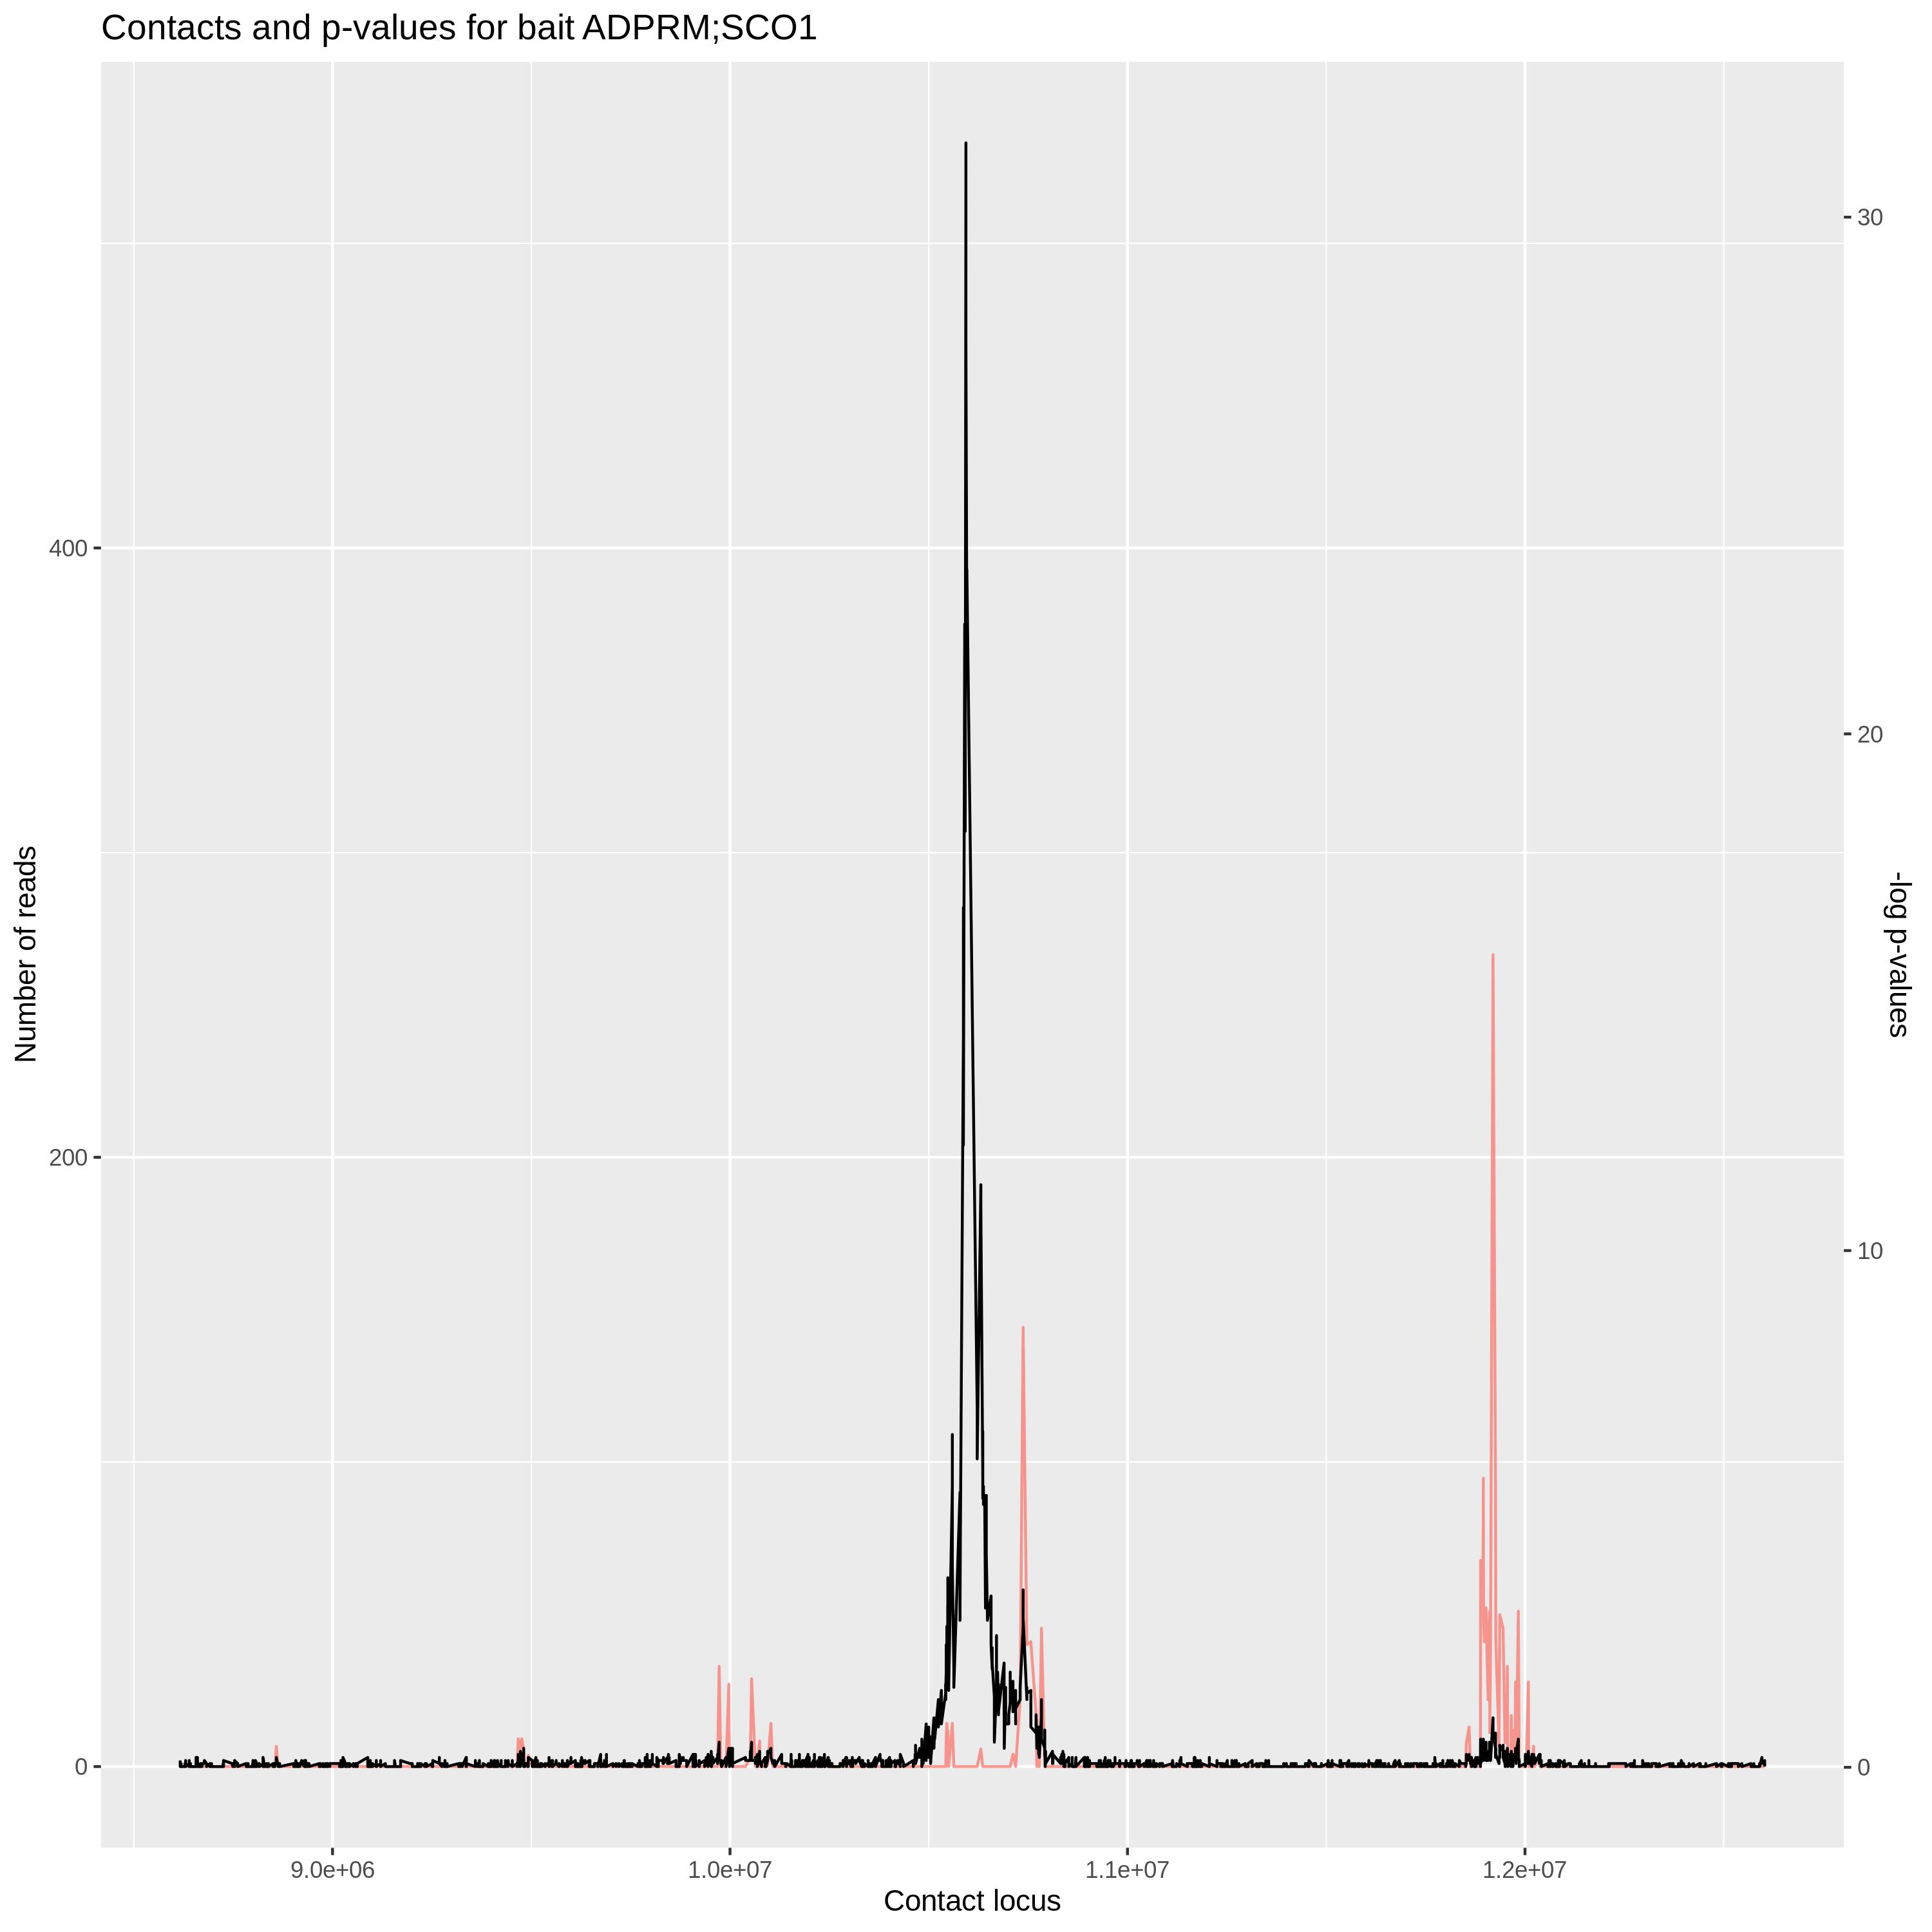 Contacts and p-values for bait ADPRM;SCO1
30
400
20
Number of reads
-log p-values
200
10
0
0
9.0e+06
1.0e+07
1.1e+07
1.2e+07
Contact locus